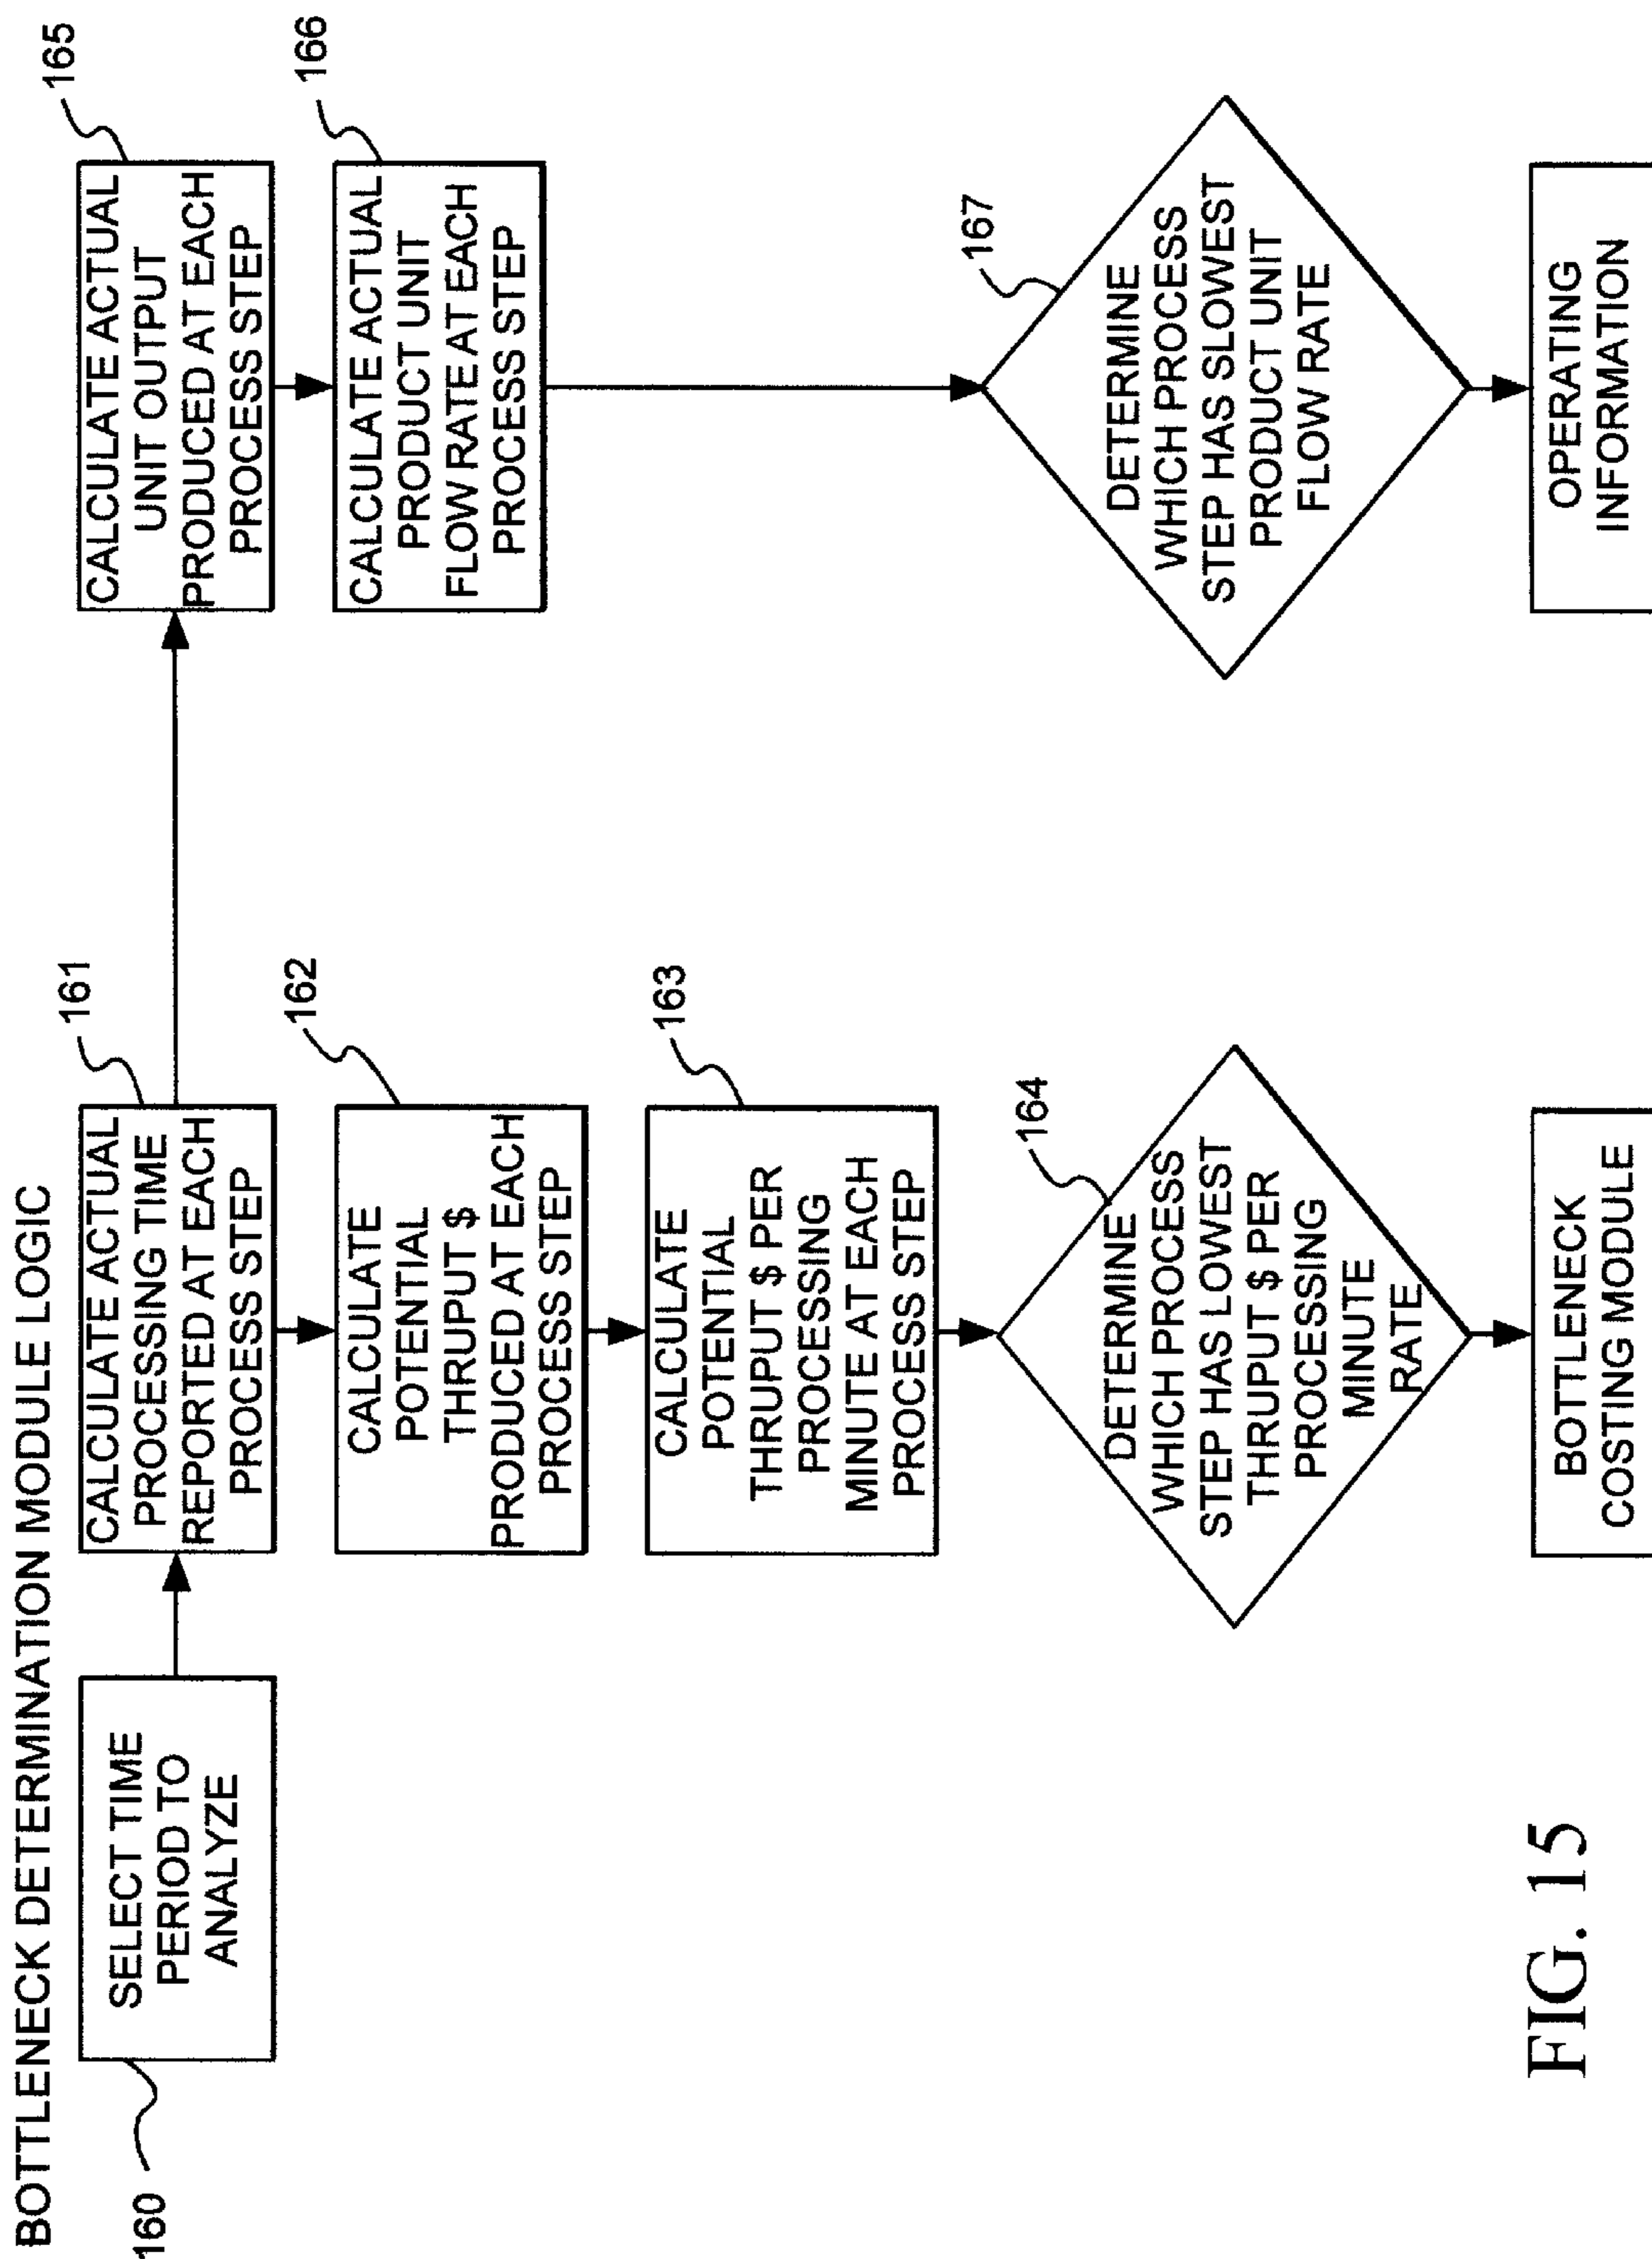 BOTTLENECK DETERMINATION MODULE LOGIC
160
SELECT TIME
PERIOD TO
ANALYZE
161
CALCULATE ACTUAL
PROCESSING TIME
REPORTED AT EACH
PROCESS STEP
162
CALCULATE
POTENTIAL
THRUPUT $
PRODUCED AT EACH
PROCESS STEP
163
CALCULATE
POTENTIAL
THRUPUT $ PER
PROCESSING
MINUTE AT EACH
PROCESS STEP
164
DETERMINE
WHICH PROCESS
STEP HAS LOWEST
THRUPUT $ PER
PROCESSING
MINUTE
RATE
BOTTLENECK
COSTING MODULE
165
CALCULATE ACTUAL
UNIT OUTPUT
PRODUCED AT EACH
PROCESS STEP
166
CALCULATE ACTUAL
PRODUCT UNIT
FLOW RATE AT EACH
PROCESS STEP
167
DETERMINE
WHICH PROCESS
STEP HAS SLOWEST
PRODUCT UNIT
FLOW RATE
OPERATING
INFORMATION
FIG. 15